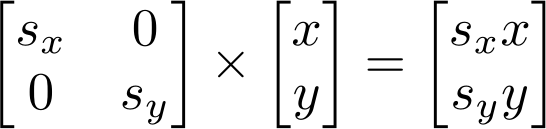 [s_x 0; 0 s_y] × [x; y] = [s_x x; s_y y]